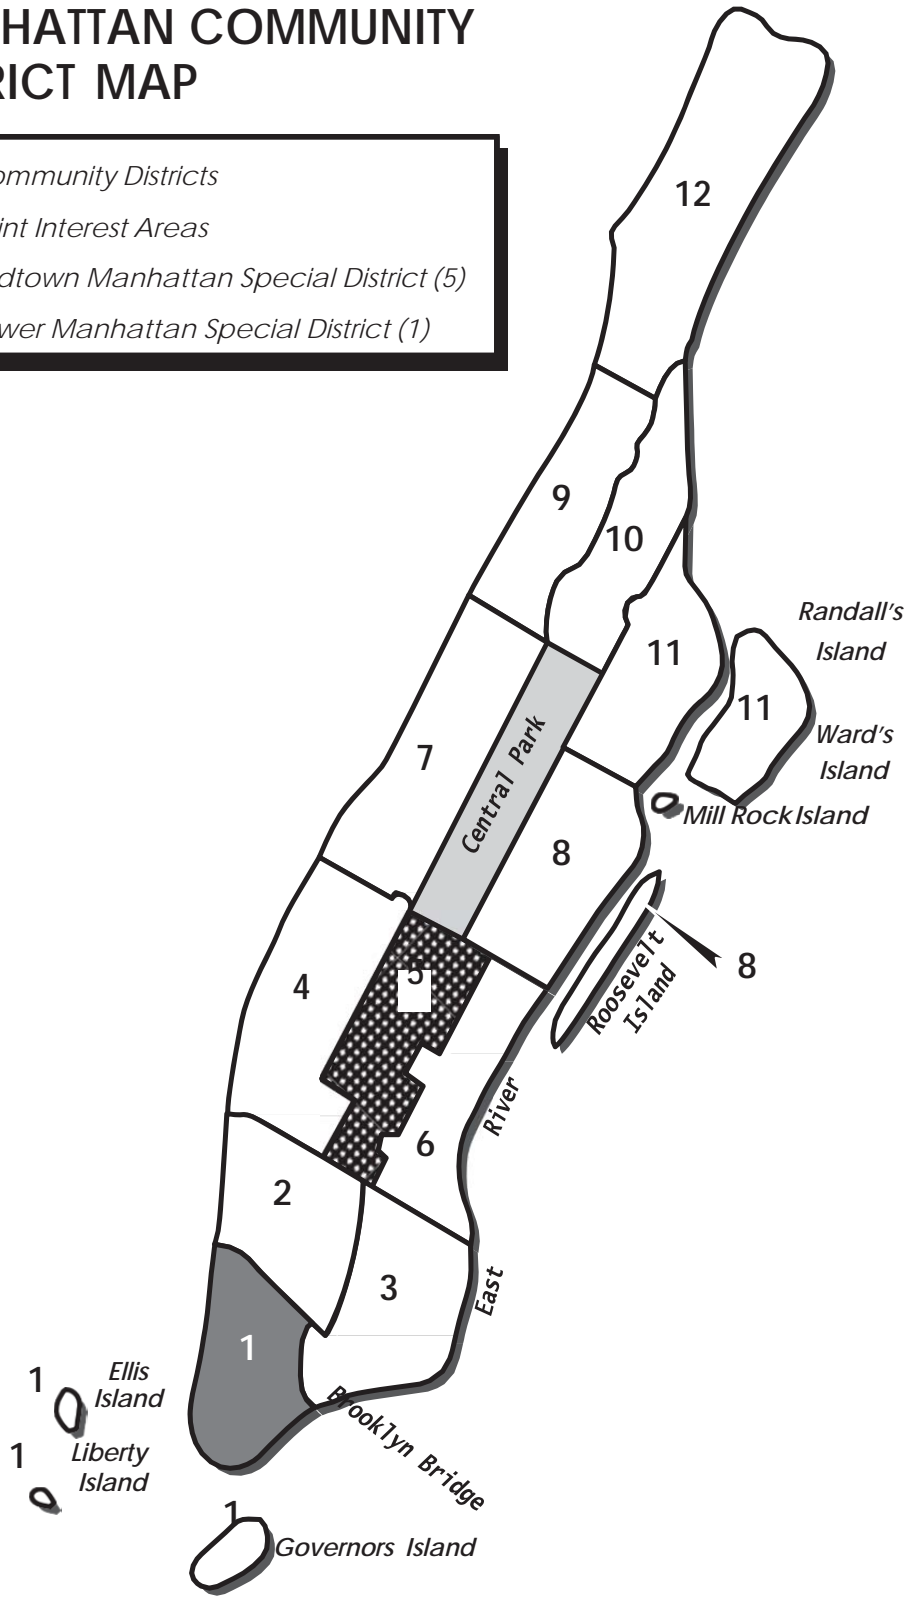 HATTAN COMMUNITY
RICT MAP
ommunity Districts
int Interest Areas
dtown Manhattan Special District (5)
wer Manhattan Special District (1)
12
9
10
Randall's
Island
11
11
Ward's
Island
7
Central Park
Mill Rock Island
8
5
4
8
Roosevelt
Island
River
6
2
3
East
1
1
Ellis
Island
Brooklyn Bridge
1
Liberty
Island
1
Governors Island